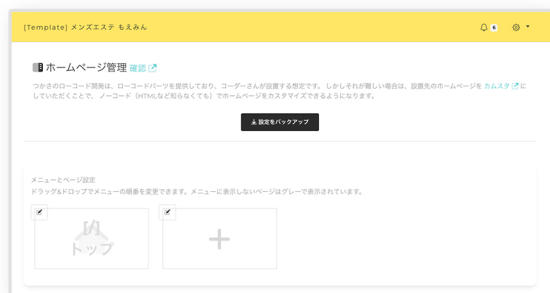 [Template] メンズエステ もえみん
6
ホームページ管理 確認
つかさのローコード開発は、ローコードパーツを提供しており、コーダーさんが設置する想定です。 しかしそれが難しい場合は、設置先のホームページを カムスタ に
していただくことで、 ノーコード（HTMLなど知らなくても）でホームページをカスタマイズできるようになります。
設定をバックアップ
メニューとページ設定
ドラッグ&ドロップでメニューの順番を変更できます。メニューに表示しないページはグレーで表示されています。
[/]
トップ